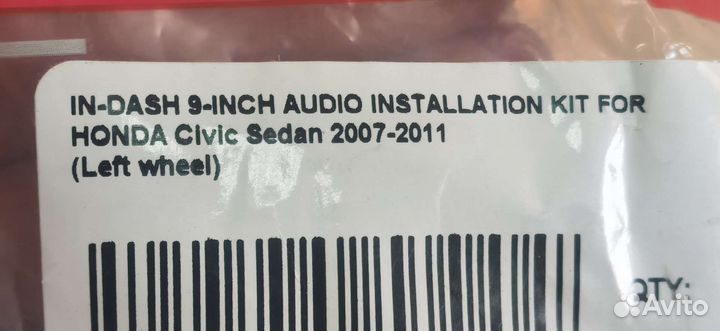 IN-DASH 9-INCH AUDIO INSTALLATION KIT FOR
HONDA Civic Sedan 2007-2011
(Left wheel)
QTY:
Avito